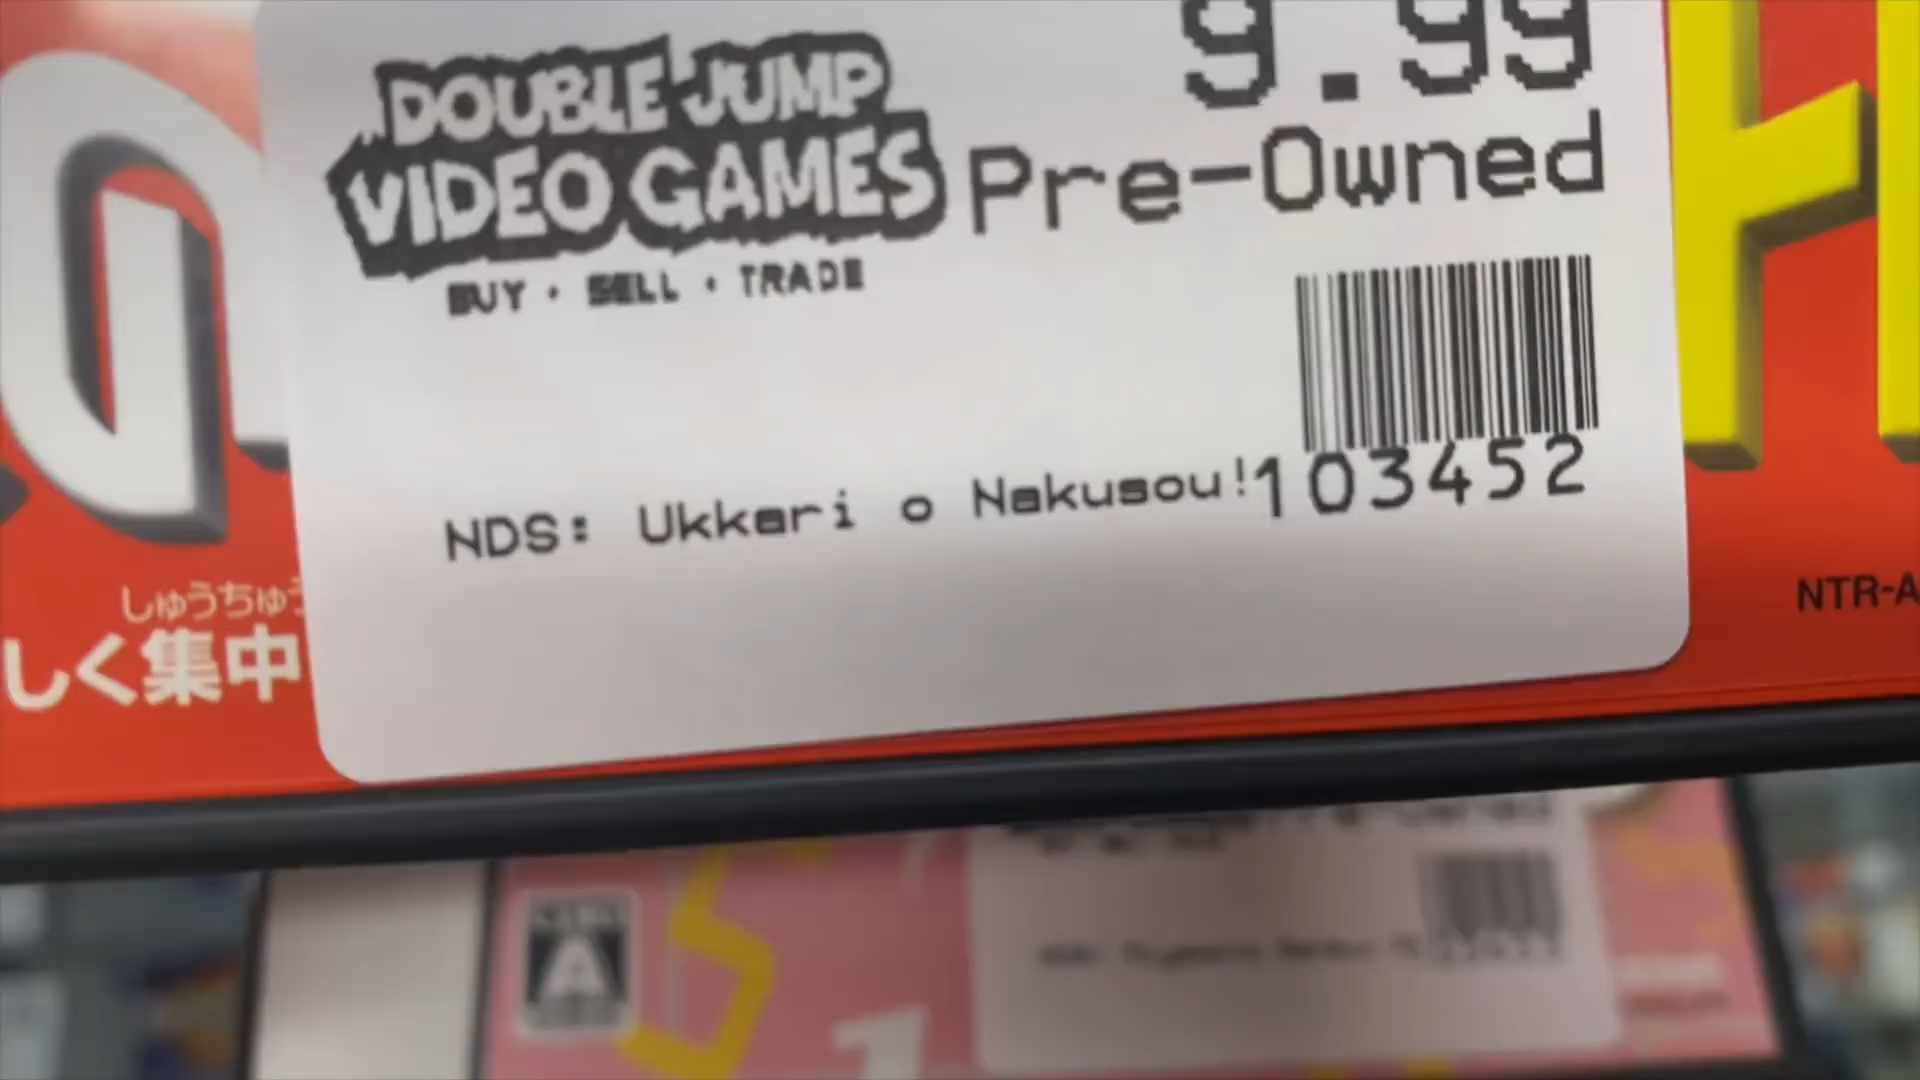 DOUBLE JUMP
VIDEO GAMES
BUY · SELL · TRADE
9.99
Pre-Owned
NDS: Ukkari o Nakusou!
103452
しゅうちゅう
しく集中
NTR-A
A